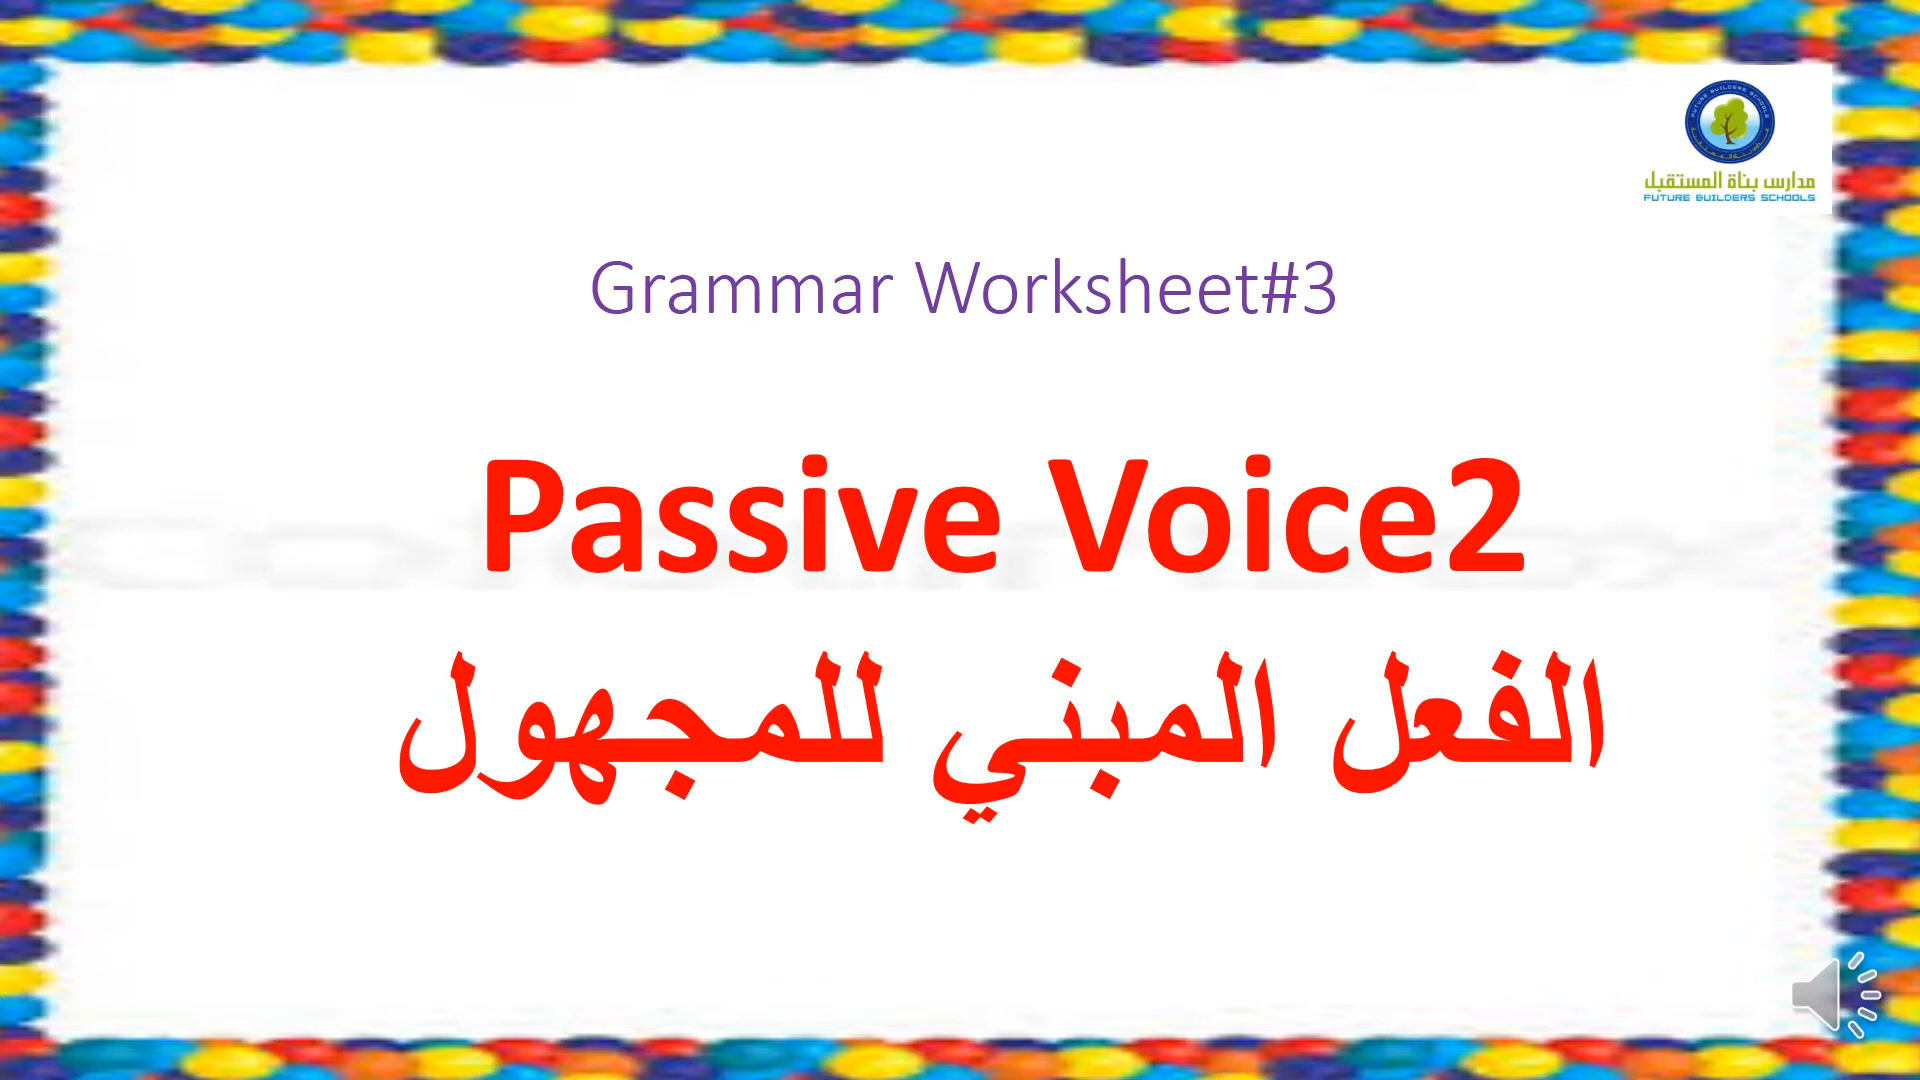 مدارس بناة المستقبل
FUTURE BUILDERS SCHOOLS
Grammar Worksheet#3
Passive Voice2
الفعل المبني للمجهول